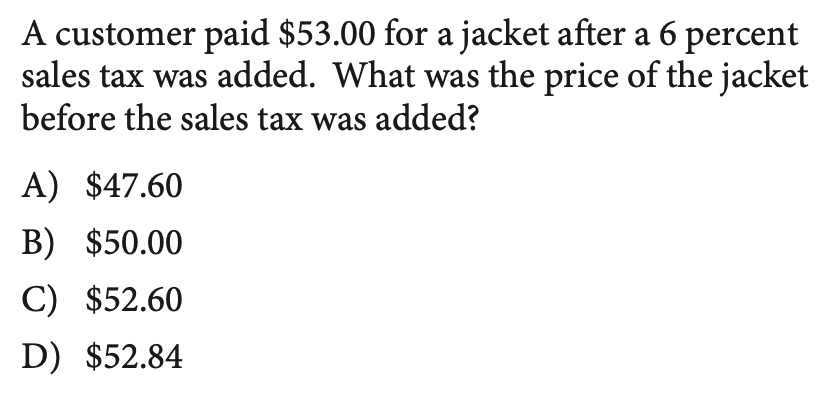 A customer paid $53.00 for a jacket after a 6 percent
sales tax was added.  What was the price of the jacket
before the sales tax was added?
A) $47.60
B) $50.00
C) $52.60
D) $52.84